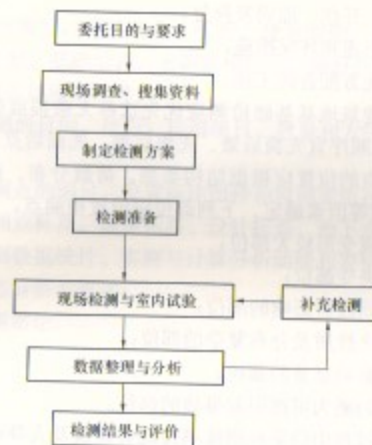 委托目的与要求
现场调查、搜集资料
制定检测方案
检测准备
现场检测与室内试验
补充检测
数据整理与分析
检测结果与评价